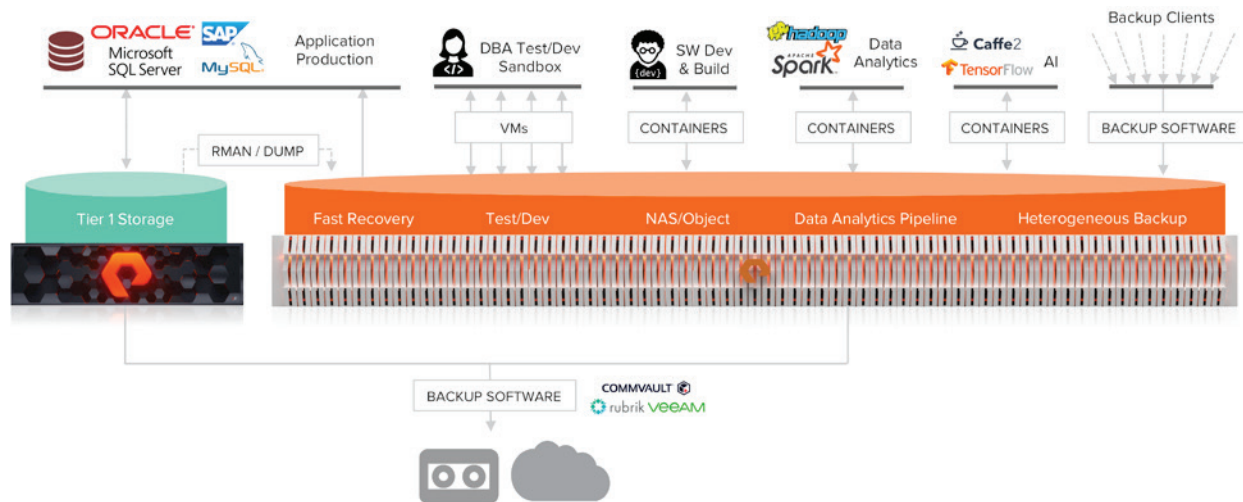 ORACLE
SAP
Microsoft
SQL Server
MySQL
Application
Production
DBA Test/Dev
Sandbox
</>
{dev}
SW Dev
& Build
hadoop
APACHE
Spark
Data
Analytics
Caffe2
TensorFlow
AI
Backup Clients
RMAN / DUMP
VMs
CONTAINERS
CONTAINERS
CONTAINERS
BACKUP SOFTWARE
Tier 1 Storage
Fast Recovery
Test/Dev
NAS/Object
Data Analytics Pipeline
Heterogeneous Backup
BACKUP SOFTWARE
COMMVAULT
rubrik
VEEAM